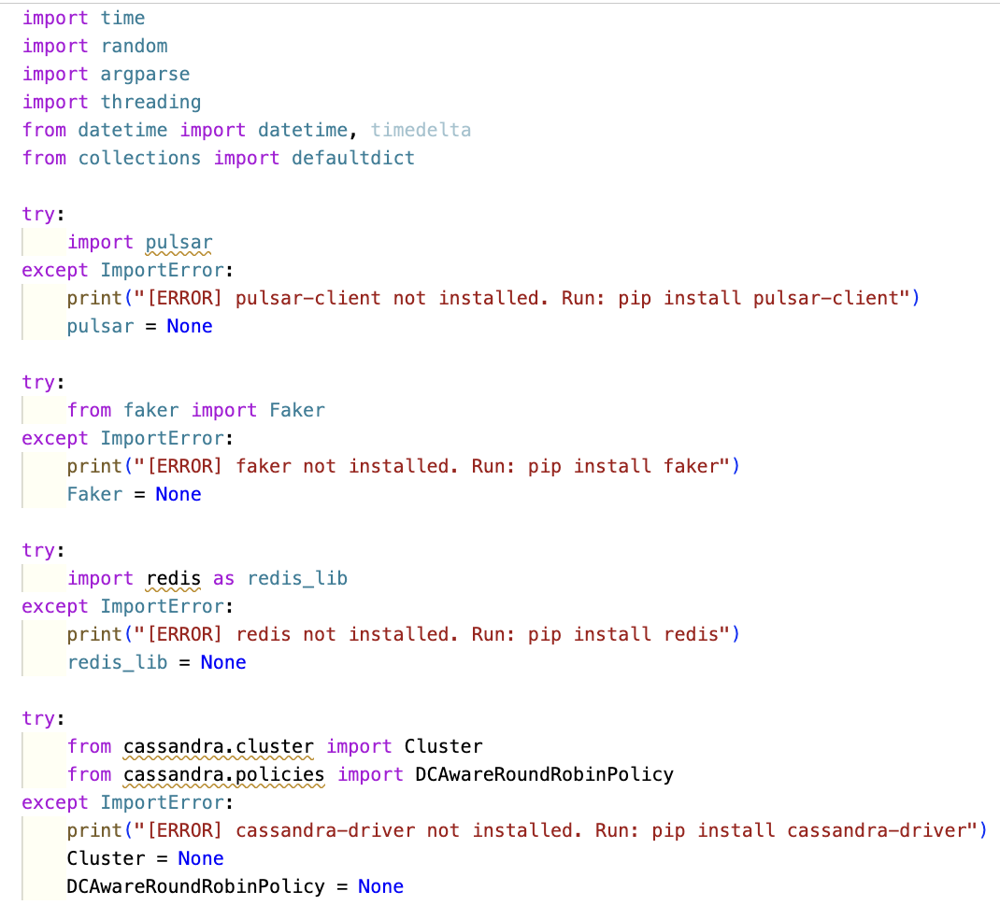 import time
import random
import argparse
import threading
from datetime import datetime, timedelta
from collections import defaultdict

try:
    import pulsar
except ImportError:
    print("[ERROR] pulsar-client not installed. Run: pip install pulsar-client")
    pulsar = None

try:
    from faker import Faker
except ImportError:
    print("[ERROR] faker not installed. Run: pip install faker")
    Faker = None

try:
    import redis as redis_lib
except ImportError:
    print("[ERROR] redis not installed. Run: pip install redis")
    redis_lib = None

try:
    from cassandra.cluster import Cluster
    from cassandra.policies import DCAwareRoundRobinPolicy
except ImportError:
    print("[ERROR] cassandra-driver not installed. Run: pip install cassandra-driver")
    Cluster = None
    DCAwareRoundRobinPolicy = None